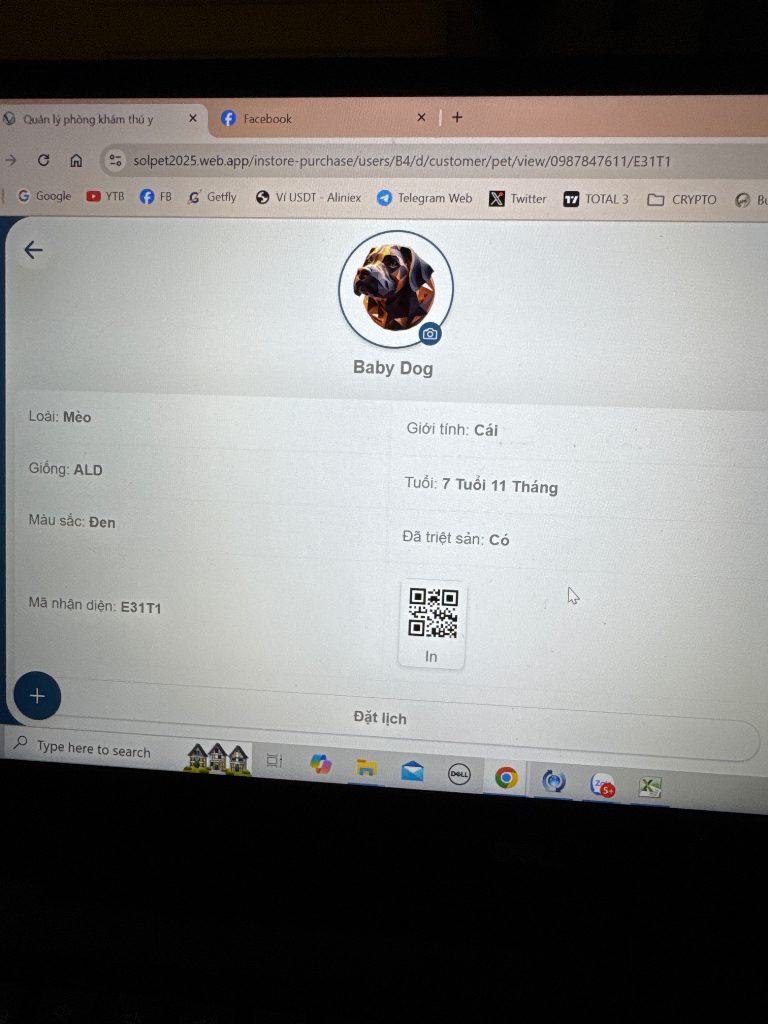 Quản lý phòng khám thú y
Facebook
solpet2025.web.app/instore-purchase/users/B4/d/customer/pet/view/0987847611/E31T1
Google YTB FB Getfly Ví USDT - Aliniex Telegram Web Twitter TOTAL 3 CRYPTO
Baby Dog
Loài: Mèo
Giới tính: Cái
Giống: ALD
Tuổi: 7 Tuổi 11 Tháng
Màu sắc: Đen
Đã triệt sản: Có
Mã nhận diện: E31T1
In
Đặt lịch
Type here to search
DELL
Zalo
5+